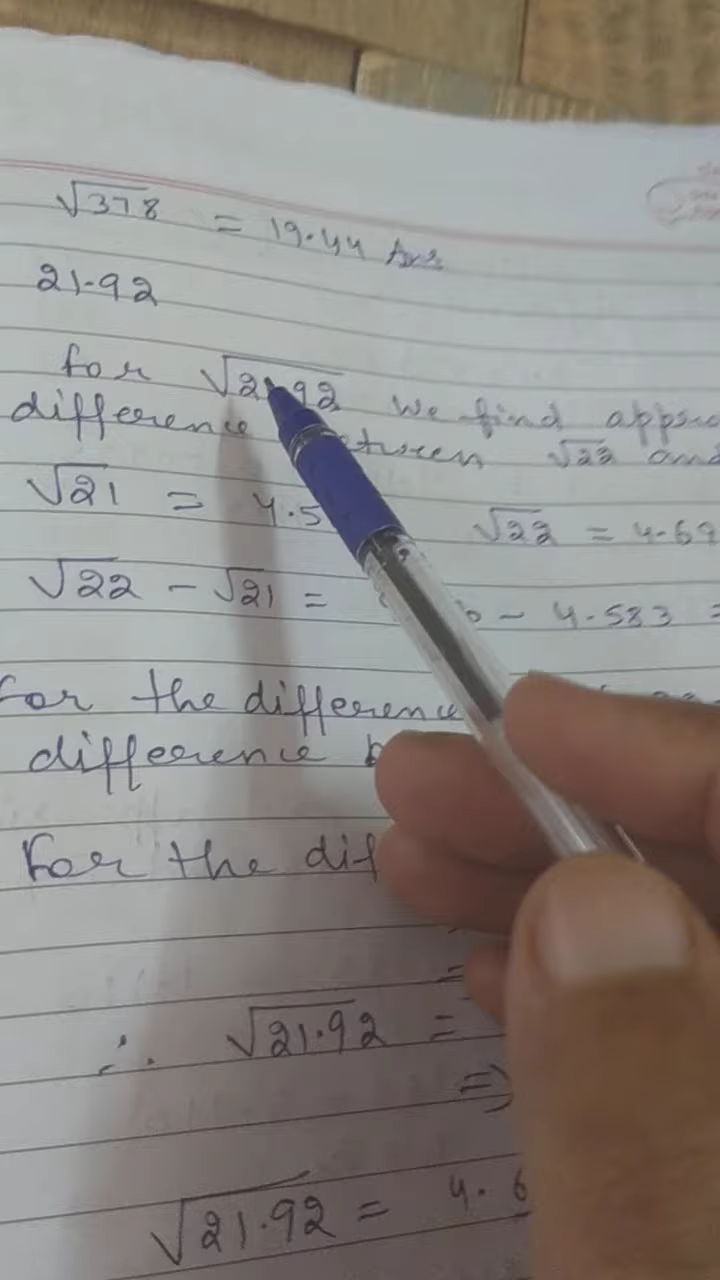 √378 = 19.44 Ans
21.92
for √21.92 we find
difference between √22 and
√21 = 4.5 √22 = 4.69
√22 - √21 = - 4.583 =
for the difference
difference
For the dif
=
∴ √21.92 =
⇒
√21.92 = 4.6